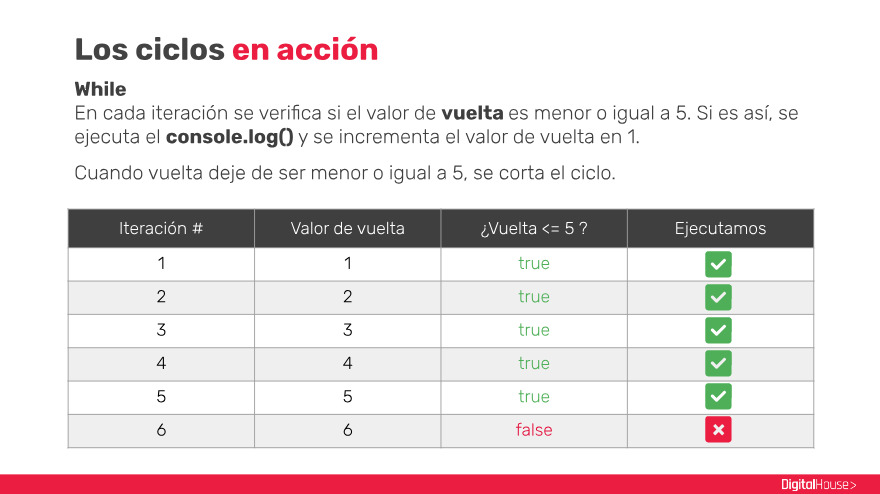 Los ciclos en acción
While
En cada iteración se verifica si el valor de vuelta es menor o igual a 5. Si es así, se
ejecuta el console.log() y se incrementa el valor de vuelta en 1.
Cuando vuelta deje de ser menor o igual a 5, se corta el ciclo.
Iteración # Valor de vuelta ¿Vuelta <= 5 ? Ejecutamos
1 1 true
2 2 true
3 3 true
4 4 true
5 5 true
6 6 false
DigitalHouse>